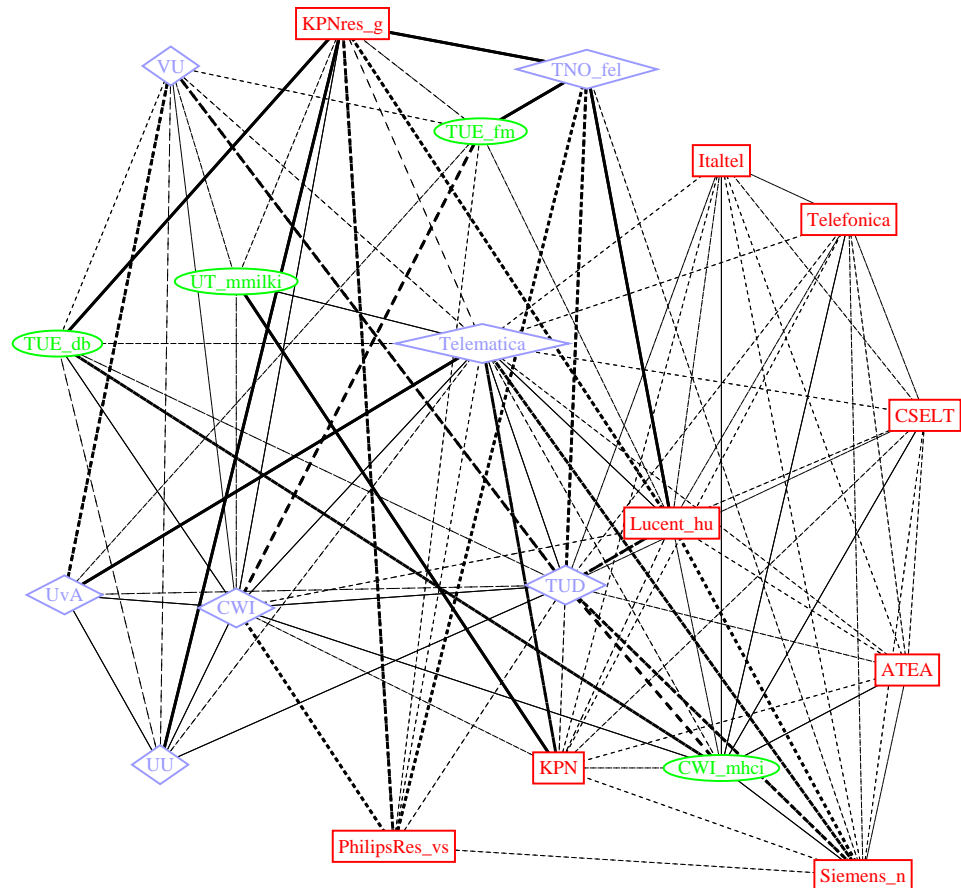 KPNres_g
VU
TNO_fel
TUE_fm
Italtel
Telefonica
UT_mmilki
TUE_db
Telematica
CSELT
Lucent_hu
UvA
CWI
TUD
ATEA
UU
KPN
CWI_mhci
PhilipsRes_vs
Siemens_n